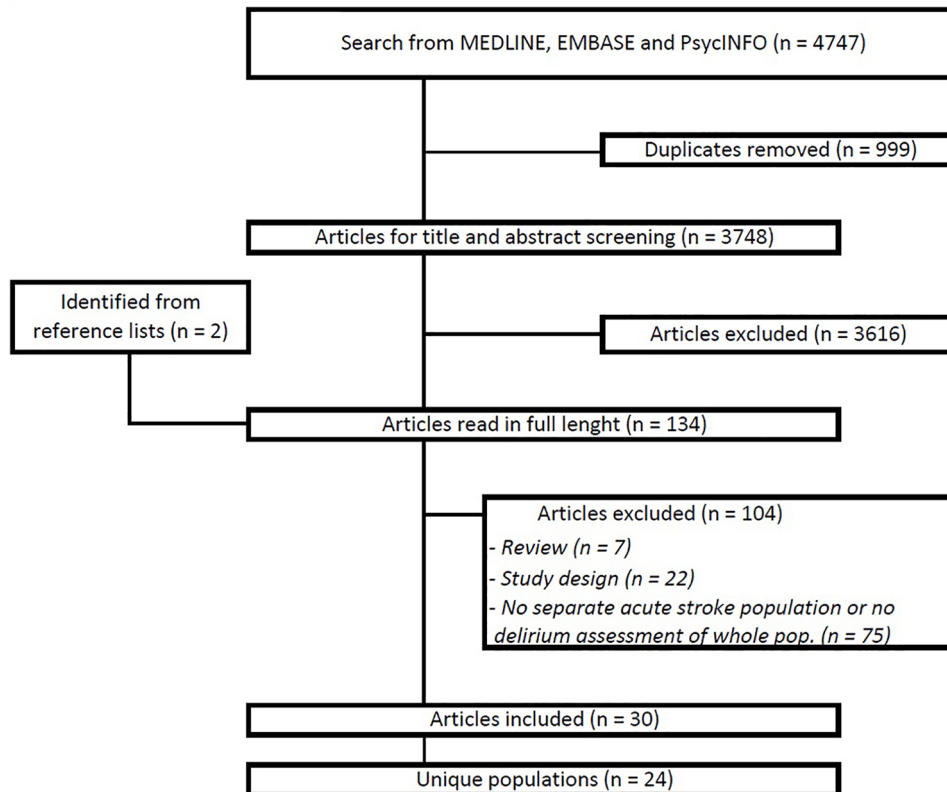 Search from MEDLINE, EMBASE and PsycINFO (n = 4747)
Duplicates removed (n = 999)
Articles for title and abstract screening (n = 3748)
Identified from
reference lists (n = 2)
Articles excluded (n = 3616)
Articles read in full lenght (n = 134)
Articles excluded (n = 104)
- Review (n = 7)
- Study design (n = 22)
- No separate acute stroke population or no
delirium assessment of whole pop. (n = 75)
Articles included (n = 30)
Unique populations (n = 24)